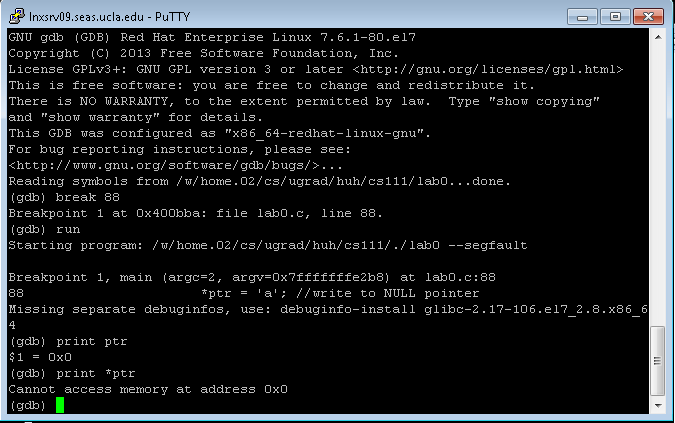 lnxsrv09.seas.ucla.edu - PuTTY
GNU gdb (GDB) Red Hat Enterprise Linux 7.6.1-80.el7
Copyright (C) 2013 Free Software Foundation, Inc.
License GPLv3+: GNU GPL version 3 or later <http://gnu.org/licenses/gpl.html>
This is free software: you are free to change and redistribute it.
There is NO WARRANTY, to the extent permitted by law.  Type "show copying"
and "show warranty" for details.
This GDB was configured as "x86_64-redhat-linux-gnu".
For bug reporting instructions, please see:
<http://www.gnu.org/software/gdb/bugs/>...
Reading symbols from /w/home.02/cs/ugrad/huh/cs111/lab0...done.
(gdb) break 88
Breakpoint 1 at 0x400bba: file lab0.c, line 88.
(gdb) run
Starting program: /w/home.02/cs/ugrad/huh/cs111/./lab0 --segfault
Breakpoint 1, main (argc=2, argv=0x7fffffffe2b8) at lab0.c:88
88                      *ptr = 'a'; //write to NULL pointer
Missing separate debuginfos, use: debuginfo-install glibc-2.17-106.el7_2.8.x86_6
4
(gdb) print ptr
$1 = 0x0
(gdb) print *ptr
Cannot access memory at address 0x0
(gdb)